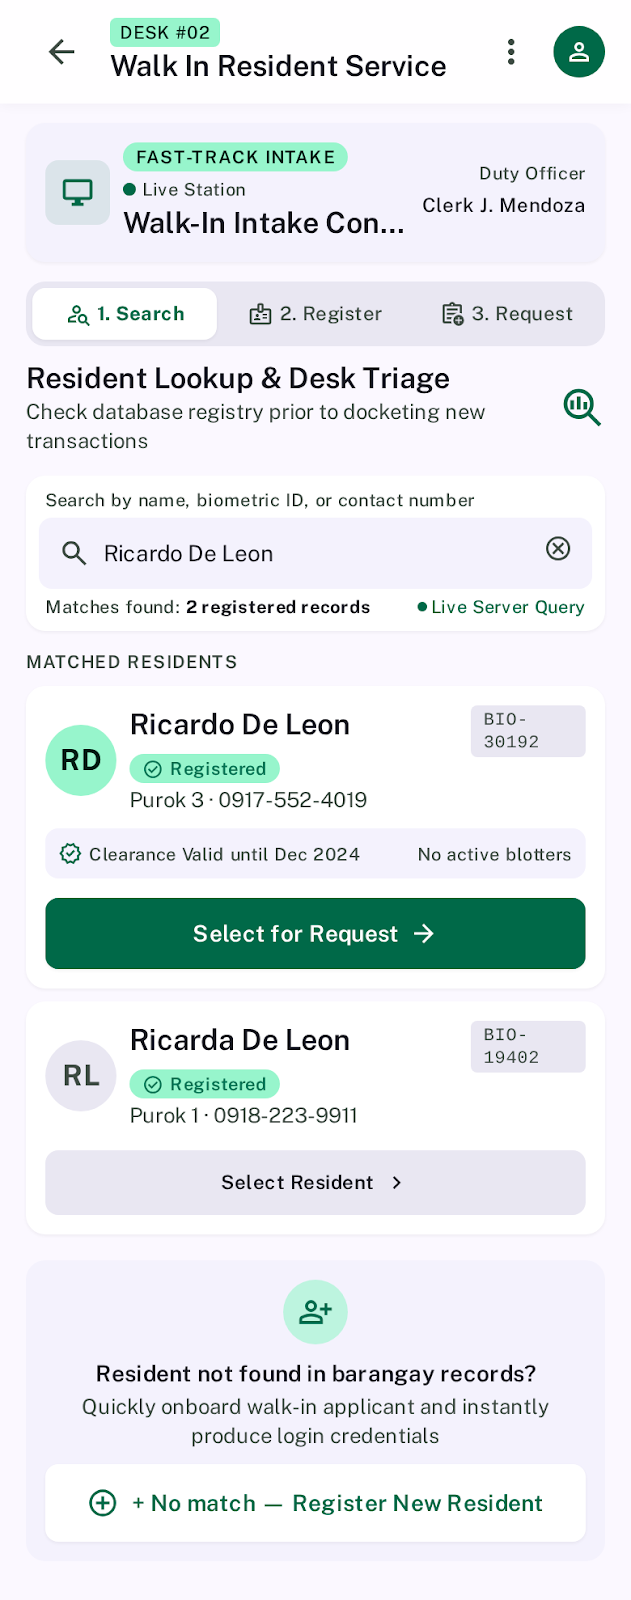 DESK #02
Walk In Resident Service
FAST-TRACK INTAKE
Live Station
Walk-In Intake Con...
Duty Officer
Clerk J. Mendoza
1. Search
2. Register
3. Request
Resident Lookup & Desk Triage
Check database registry prior to docketing new
transactions
Search by name, biometric ID, or contact number
Ricardo De Leon
Matches found: 2 registered records
Live Server Query
MATCHED RESIDENTS
RD
Ricardo De Leon
BIO-
30192
Registered
Purok 3 · 0917-552-4019
Clearance Valid until Dec 2024
No active blotters
Select for Request
RL
Ricarda De Leon
BIO-
19402
Registered
Purok 1 · 0918-223-9911
Select Resident
Resident not found in barangay records?
Quickly onboard walk-in applicant and instantly
produce login credentials
+ No match — Register New Resident